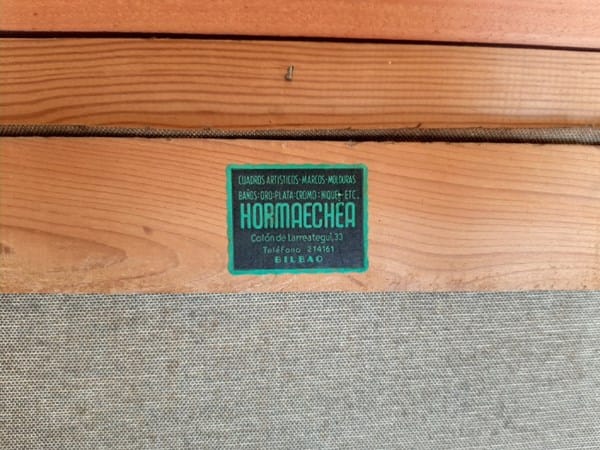 CUADROS ARTISTICOS-MARCOS-MOLDURAS
BAÑOS:ORO-PLATA-CROMO:NIQUEL-ETC.
HORMAECHEA
Colón de Larreategui,33
Teléfono 214161
BILBAO